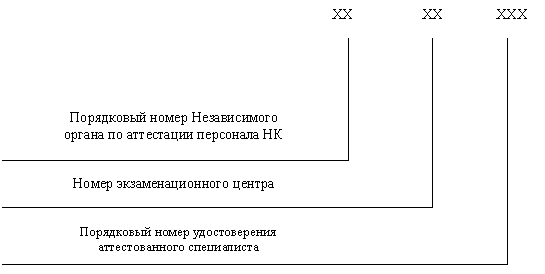 XX XX XXX
Порядковый номер Независимого
органа по аттестации персонала НК
Номер экзаменационного центра
Порядковый номер удостоверения
аттестованного специалиста